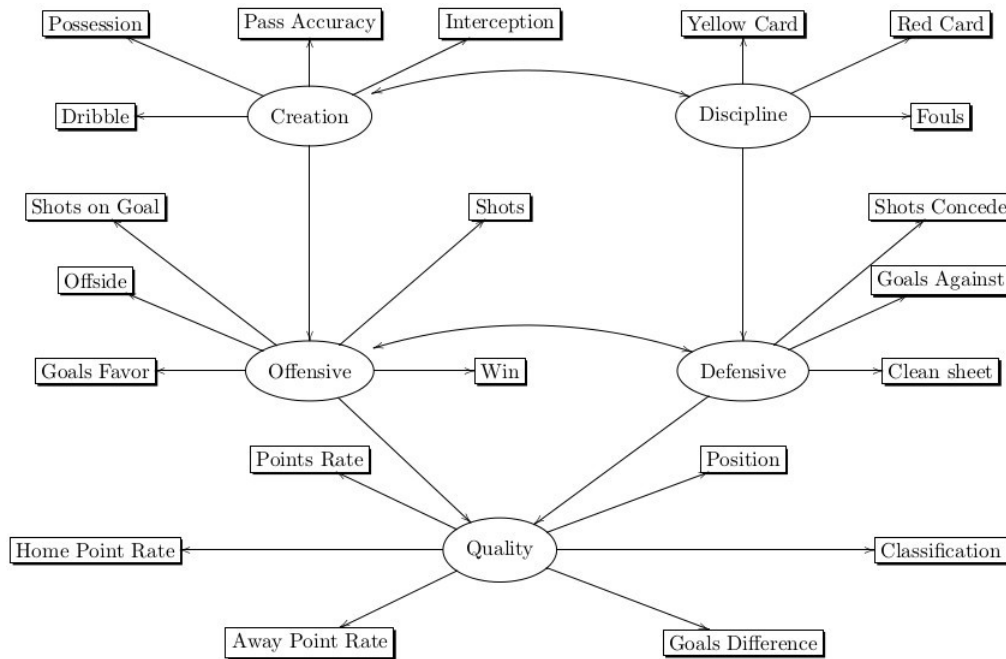 Possession
Pass Accuracy
Interception
Yellow Card
Red Card
Dribble
Creation
Discipline
Fouls
Shots on Goal
Shots
Shots Concede
Offside
Goals Against
Goals Favor
Offensive
Win
Defensive
Clean sheet
Points Rate
Position
Home Point Rate
Quality
Classification
Away Point Rate
Goals Difference